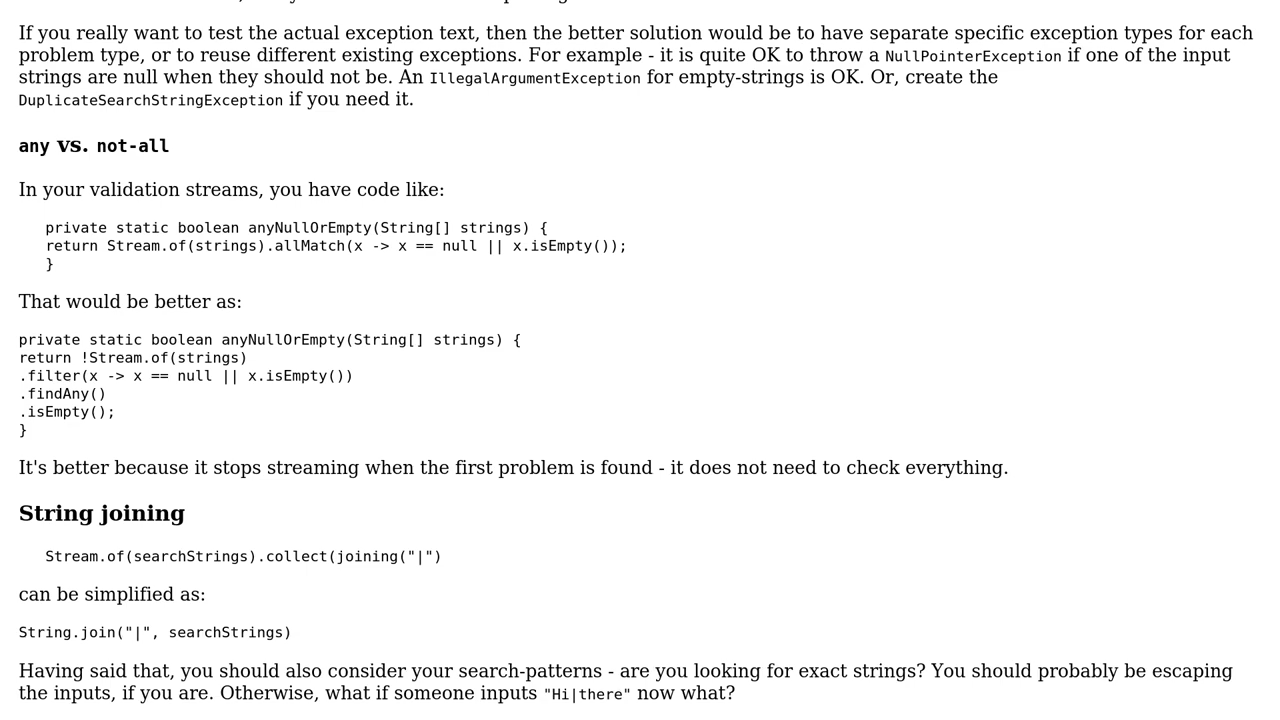 If you really want to test the actual exception text, then the better solution would be to have separate specific exception types for each
problem type, or to reuse different existing exceptions. For example - it is quite OK to throw a NullPointerException if one of the input
strings are null when they should not be. An IllegalArgumentException for empty-strings is OK. Or, create the
DuplicateSearchStringException if you need it.
any vs. not-all
In your validation streams, you have code like:
private static boolean anyNullOrEmpty(String[] strings) {
return Stream.of(strings).allMatch(x -> x == null || x.isEmpty());
}
That would be better as:
private static boolean anyNullOrEmpty(String[] strings) {
return !Stream.of(strings)
.filter(x -> x == null || x.isEmpty())
.findAny()
.isEmpty();
}
It's better because it stops streaming when the first problem is found - it does not need to check everything.
String joining
Stream.of(searchStrings).collect(joining("|")
can be simplified as:
String.join("|", searchStrings)
Having said that, you should also consider your search-patterns - are you looking for exact strings? You should probably be escaping
the inputs, if you are. Otherwise, what if someone inputs "Hi|there" now what?